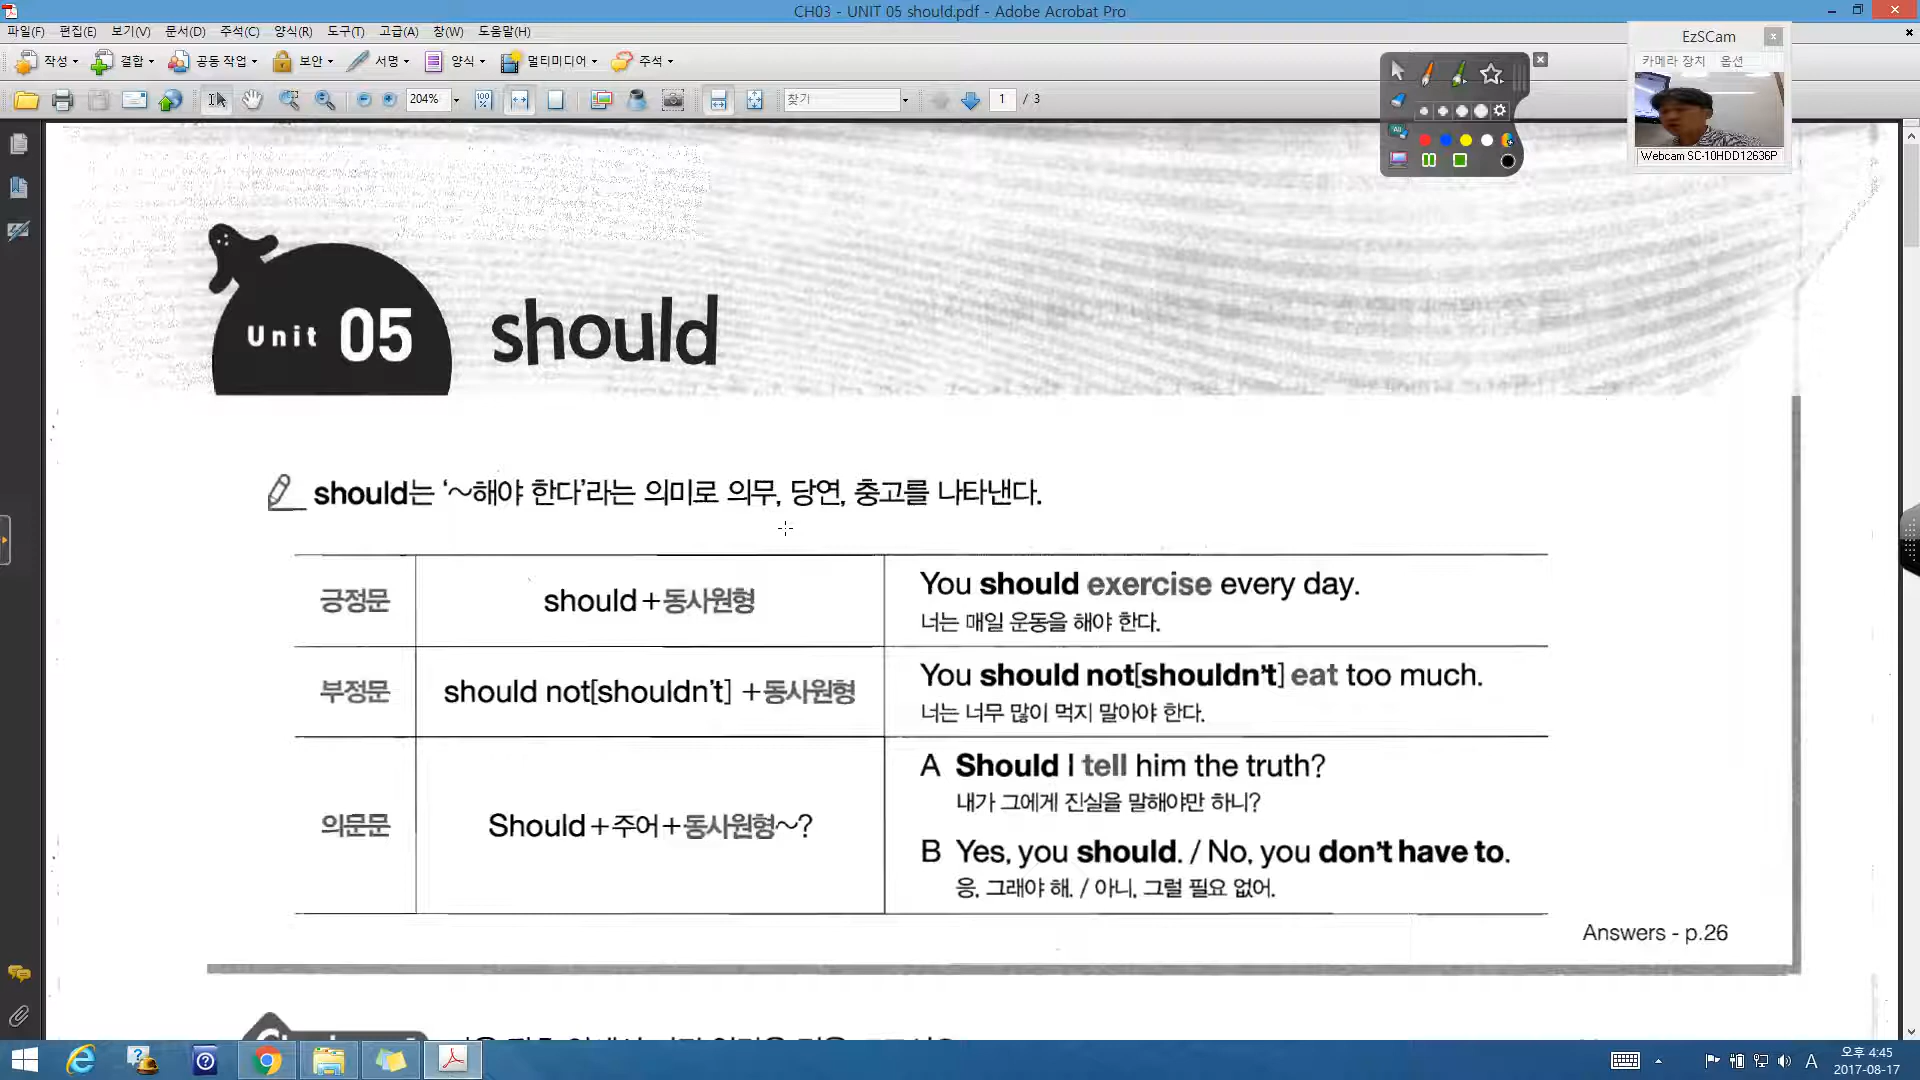 CH03 - UNIT 05 should.pdf - Adobe Acrobat Pro
파일(F) 편집(E) 보기(V) 문서(D) 주석(C) 양식(R) 도구(T) 고급(A) 창(W) 도움말(H)
작성 결합 공동 작업 보안 서명 양식 멀티미디어 주석
204% 찾기 1 / 3
EzSCam
카메라 장치 옵션
Webcam SC-10HDD12636P
Unit 05 should
should는 ‘~해야 한다’라는 의미로 의무, 당연, 충고를 나타낸다.
긍정문 should+동사원형 You should exercise every day.
너는 매일 운동을 해야 한다.
부정문 should not[shouldn’t] +동사원형 You should not[shouldn’t] eat too much.
너는 너무 많이 먹지 말아야 한다.
A Should I tell him the truth?
내가 그에게 진실을 말해야만 하니?
의문문 Should+주어+동사원형~?
B Yes, you should. / No, you don’t have to.
응, 그래야 해. / 아니, 그럴 필요 없어.
Answers - p.26
A 오후 4:45
2017-08-17